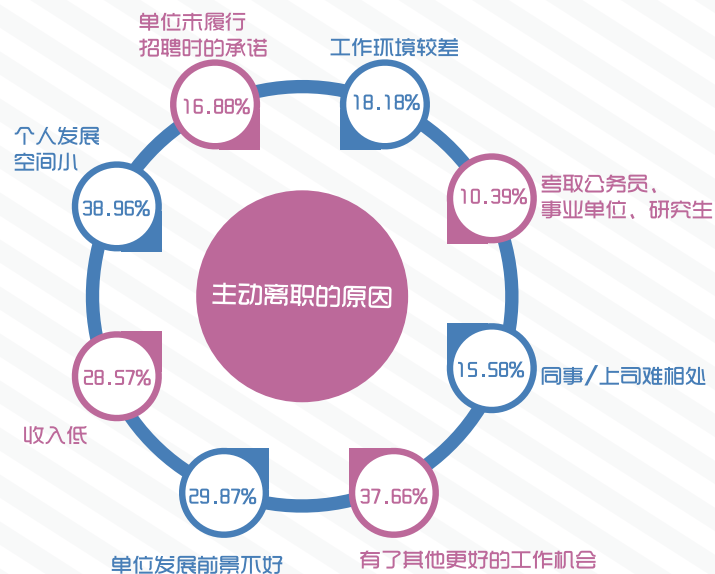 单位未履行
招聘时的承诺
16.88%
工作环境较差
18.18%
个人发展
空间小
38.96%
10.39%
考取公务员、
事业单位、研究生
主动离职的原因
28.57%
收入低
15.58%
同事/上司难相处
29.87%
单位发展前景不好
37.66%
有了其他更好的工作机会